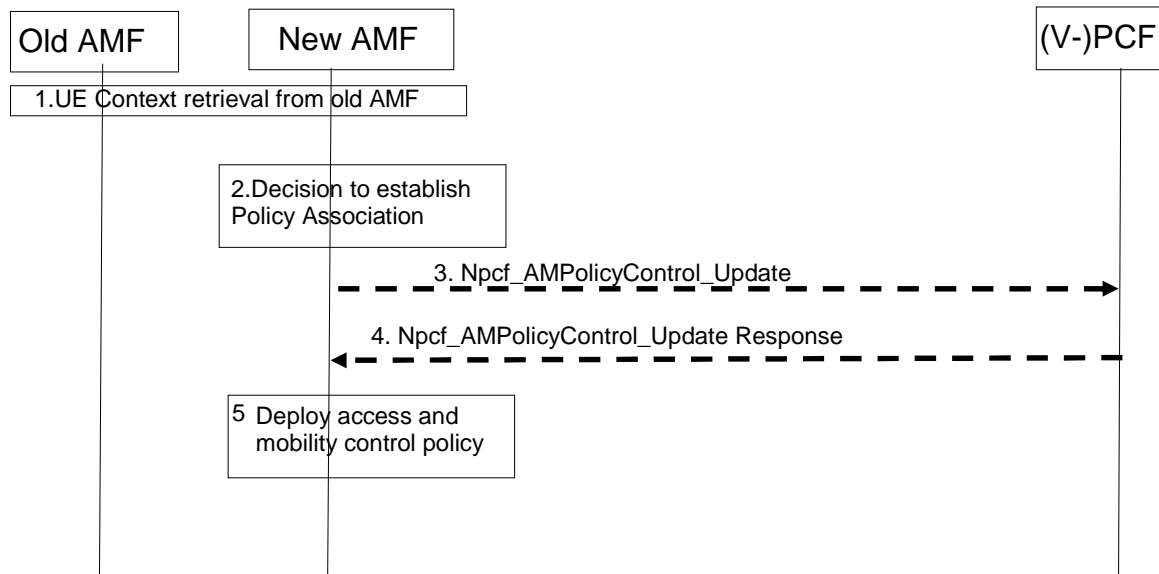 Old AMF
New AMF
(V-)PCF
1.UE Context retrieval from old AMF
2.Decision to establish
Policy Association
3. Npcf_AMPolicyControl_Update
4. Npcf_AMPolicyControl_Update Response
5 Deploy access and
mobility control policy